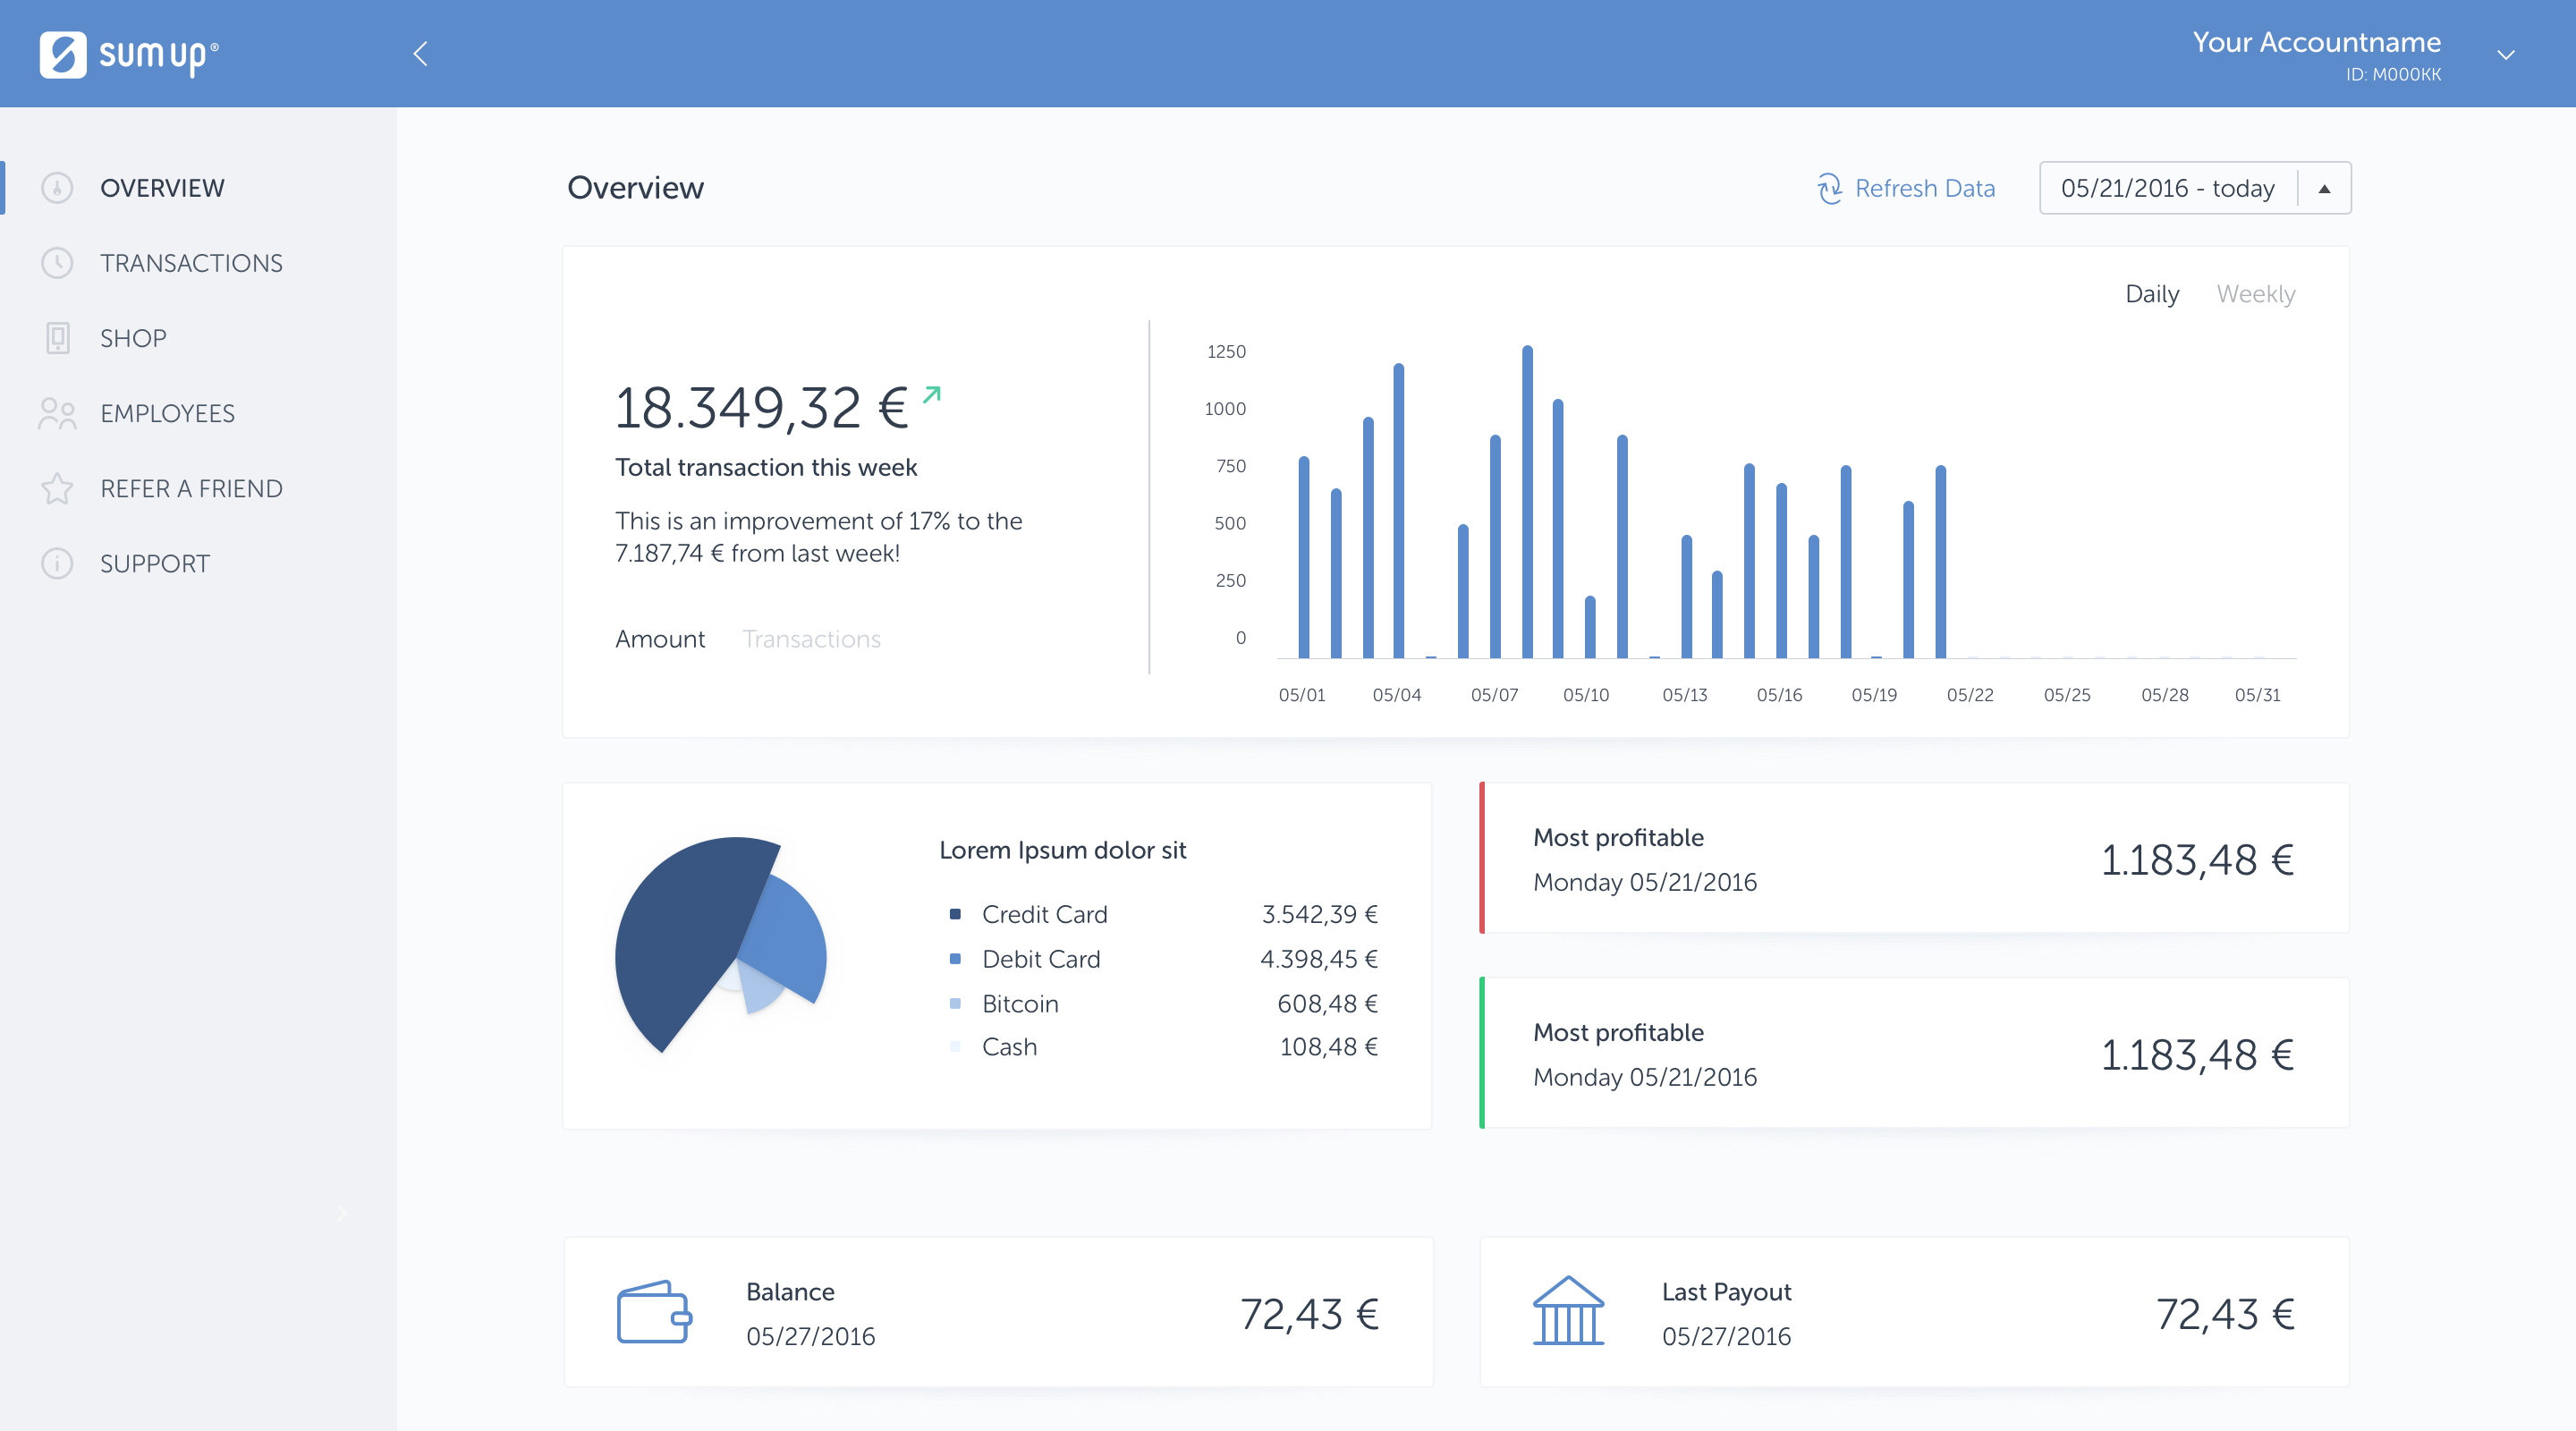 sumup®
Your Accountname
ID: M000KK
OVERVIEW
TRANSACTIONS
SHOP
EMPLOYEES
REFER A FRIEND
SUPPORT
Overview
Refresh Data
05/21/2016 - today
Daily Weekly
18.349,32 €
Total transaction this week
This is an improvement of 17% to the
7.187,74 € from last week!
Amount Transactions
1250
1000
750
500
250
0
05/01 05/04 05/07 05/10 05/13 05/16 05/19 05/22 05/25 05/28 05/31
Lorem Ipsum dolor sit
Credit Card 3.542,39 €
Debit Card 4.398,45 €
Bitcoin 608,48 €
Cash 108,48 €
Most profitable
Monday 05/21/2016
1.183,48 €
Most profitable
Monday 05/21/2016
1.183,48 €
Balance
05/27/2016
72,43 €
Last Payout
05/27/2016
72,43 €